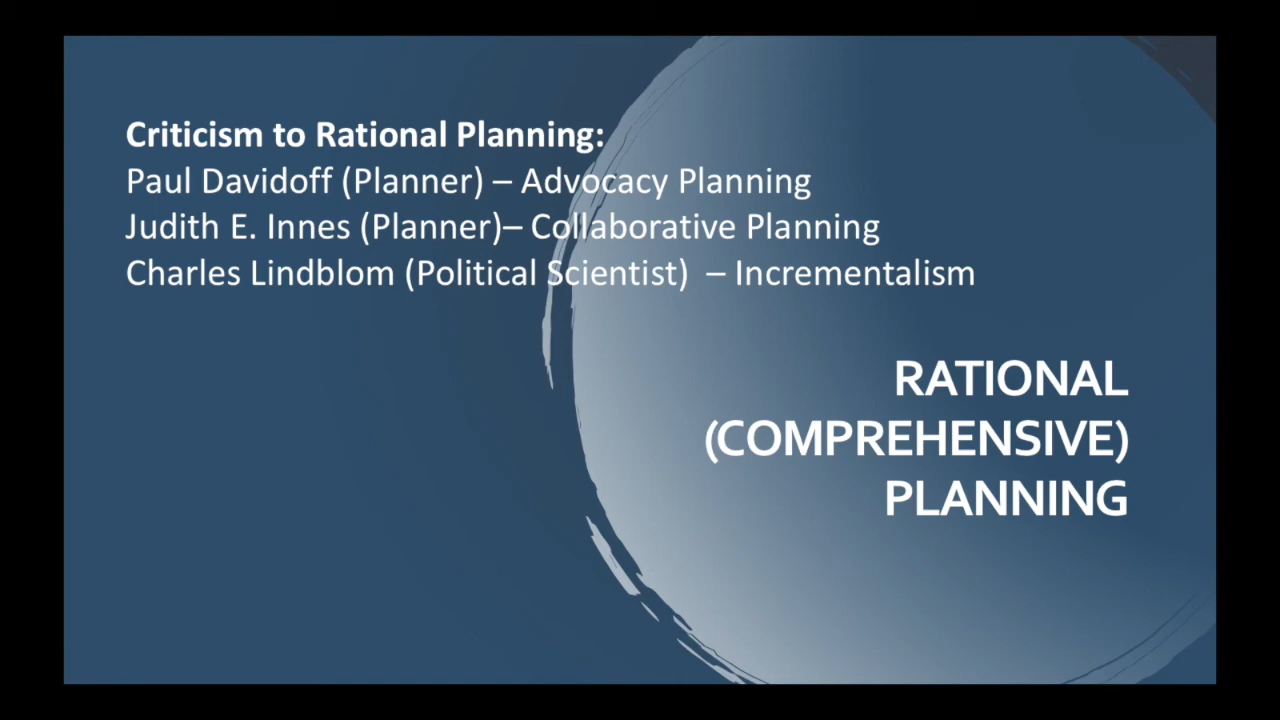 Criticism to Rational Planning:
Paul Davidoff (Planner) – Advocacy Planning
Judith E. Innes (Planner)– Collaborative Planning
Charles Lindblom (Political Scientist)  – Incrementalism
RATIONAL
(COMPREHENSIVE)
PLANNING